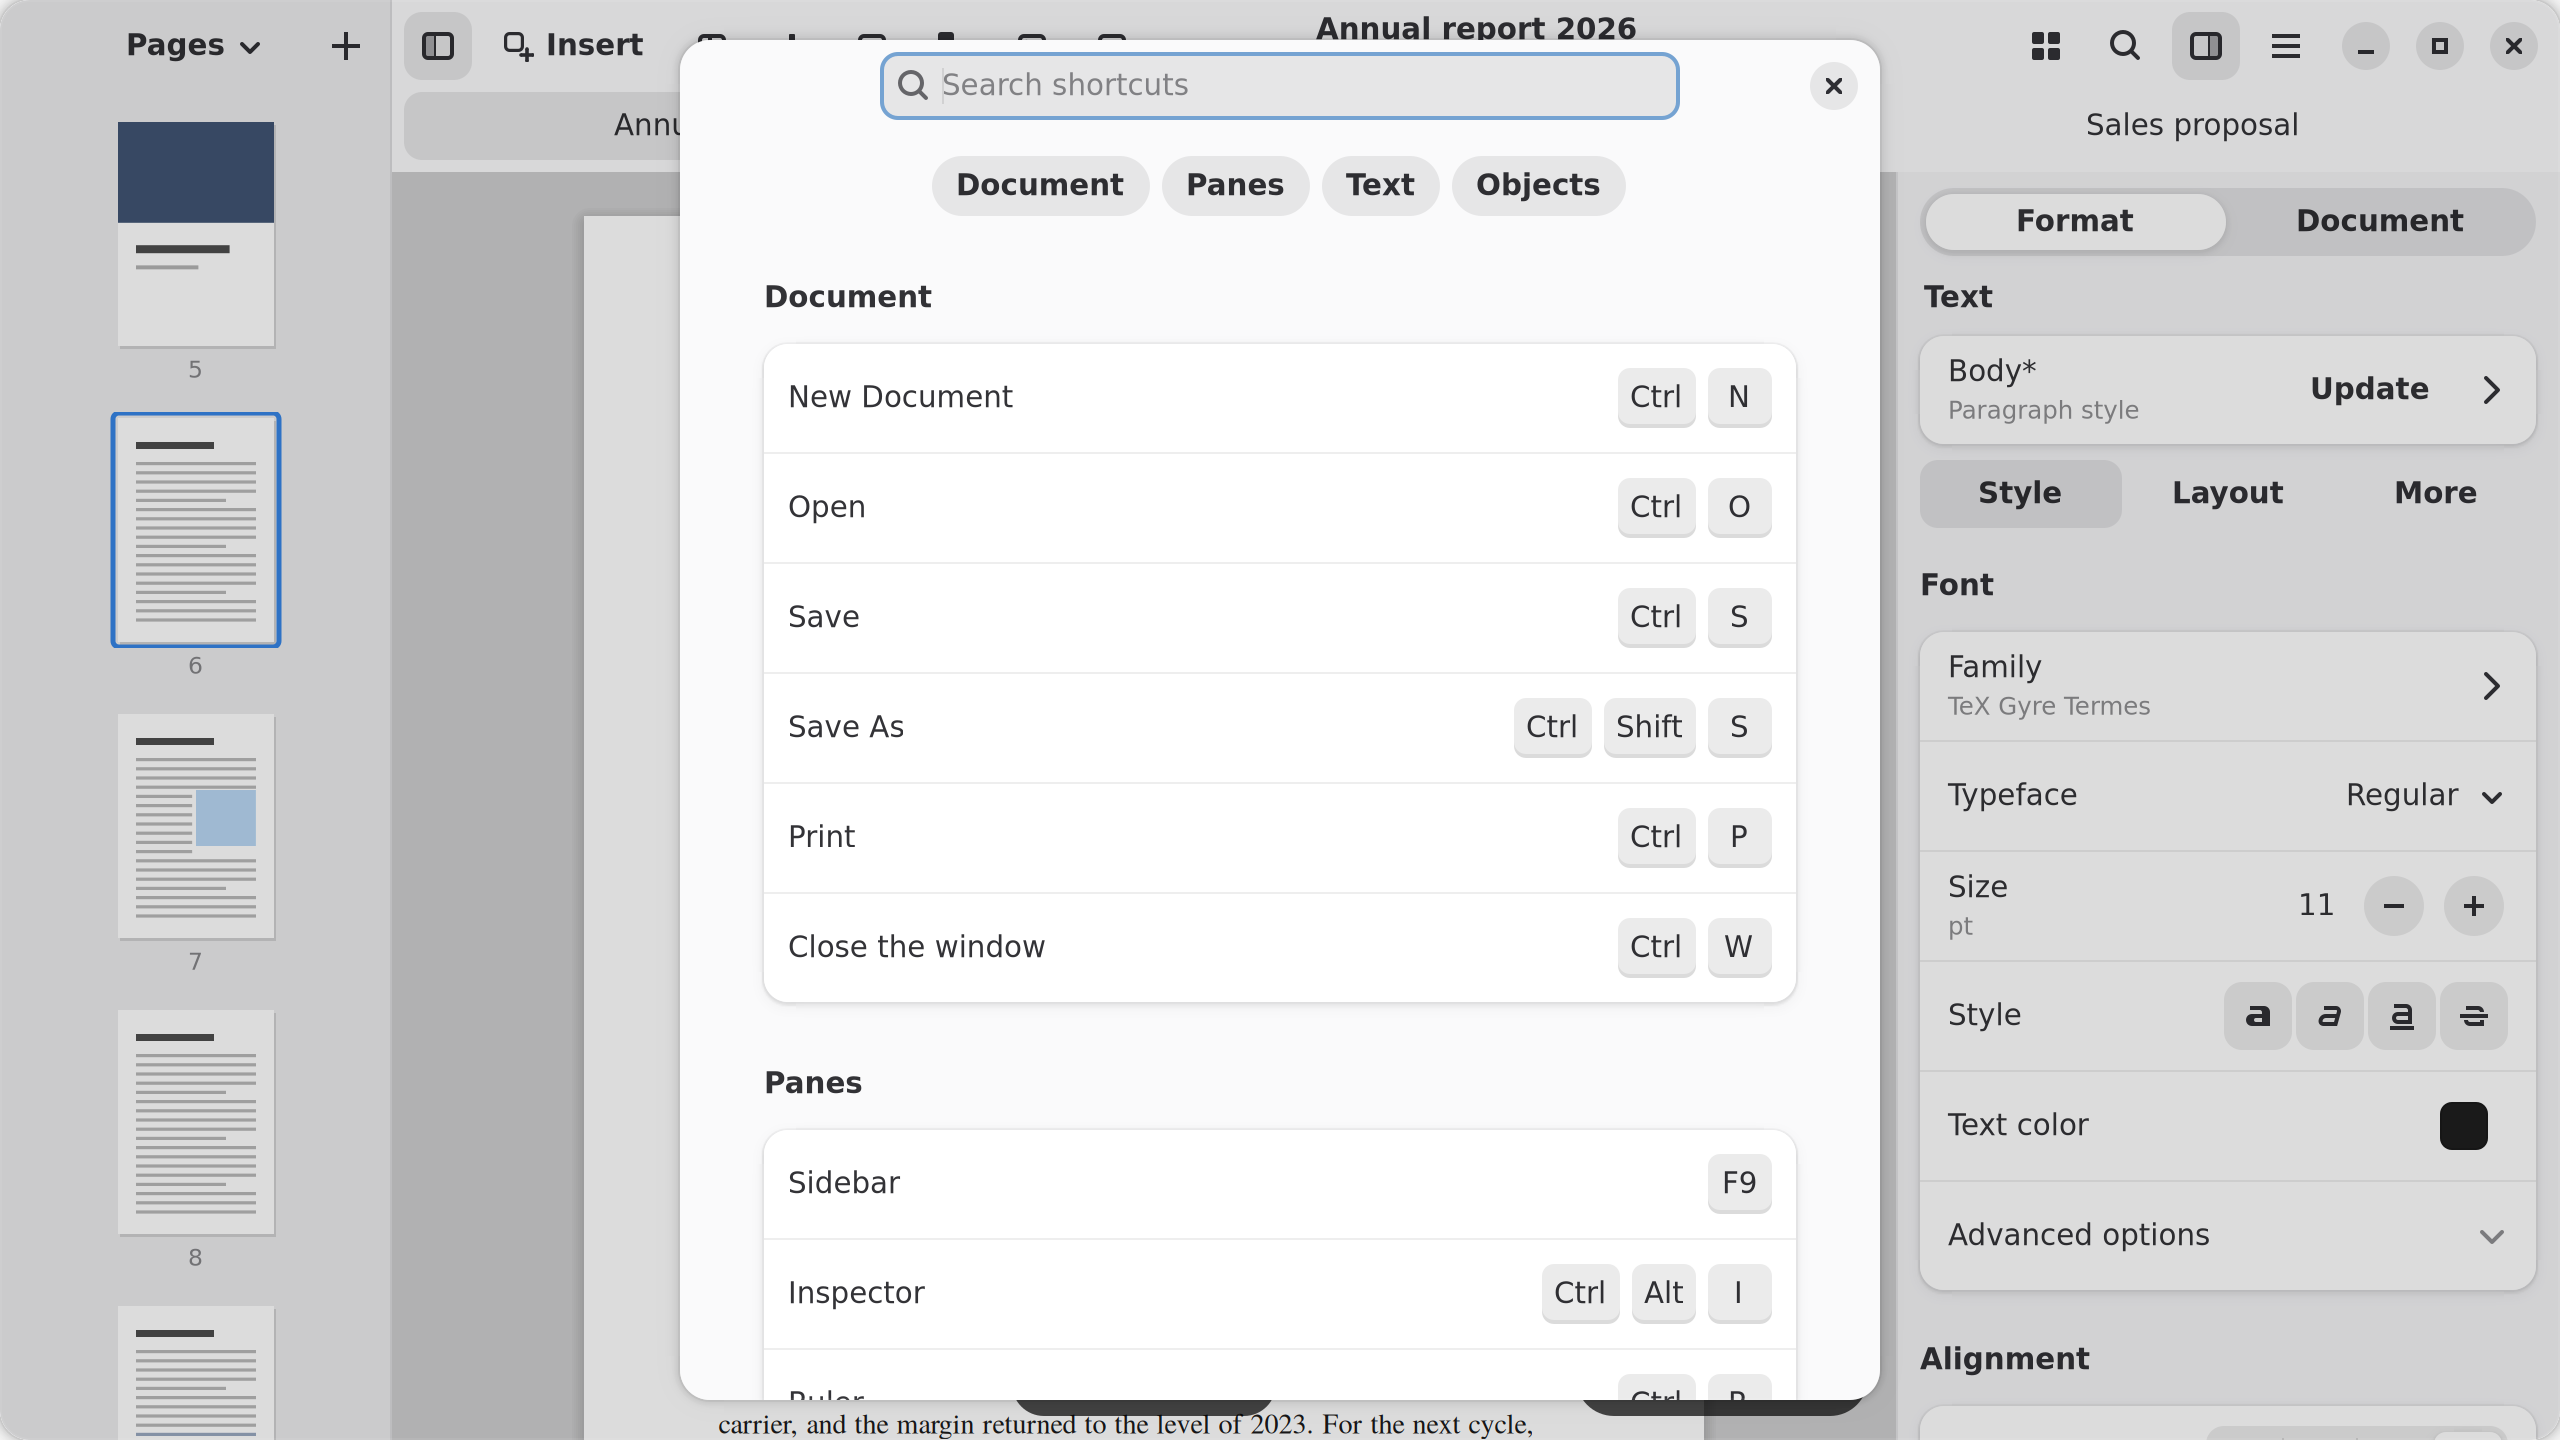 Pages
Insert
Annual report 2026
Sales proposal
Search shortcuts
Document
Panes
Text
Objects
Document
New Document
Ctrl N
Open
Ctrl O
Save
Ctrl S
Save As
Ctrl Shift S
Print
Ctrl P
Close the window
Ctrl W
Panes
Sidebar
F9
Inspector
Ctrl Alt I
Ruler
Ctrl R
5
6
7
8
Format
Document
Text
Body*
Paragraph style
Update
Style
Layout
More
Font
Family
TeX Gyre Termes
Typeface
Regular
Size
pt
11
Style
Text color
Advanced options
Alignment
carrier, and the margin returned to the level of 2023. For the next cycle,